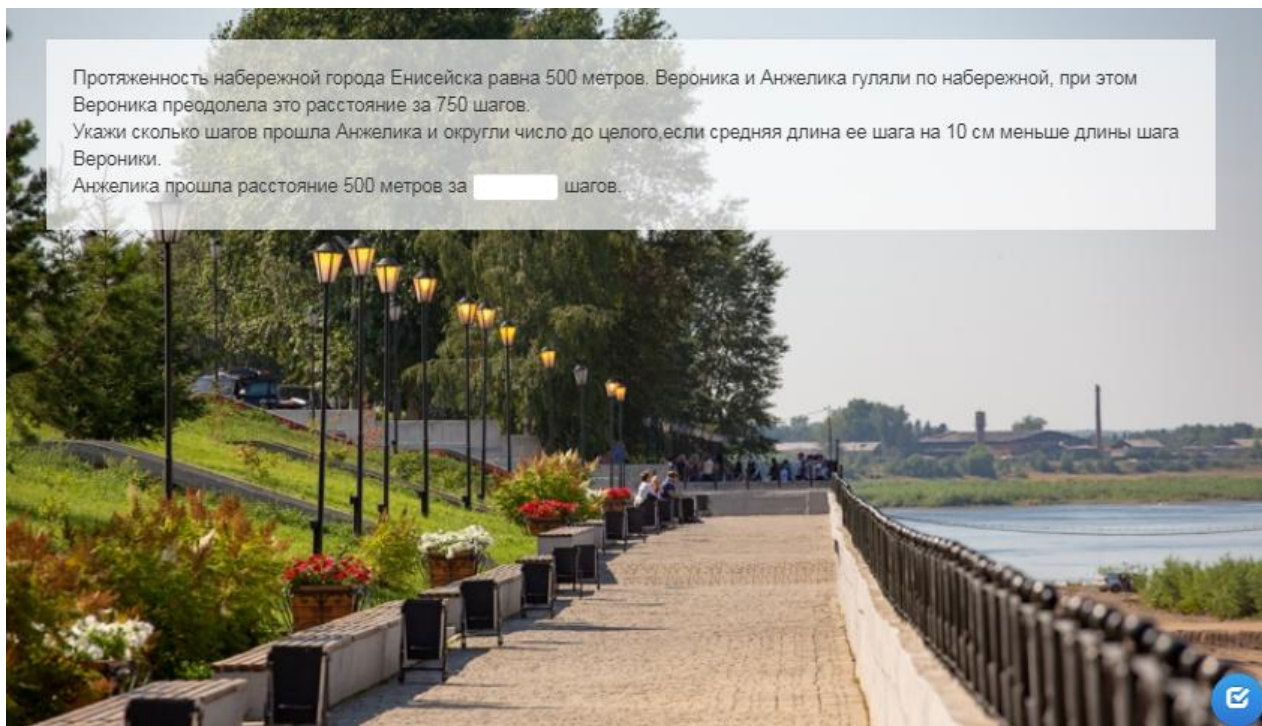 Протяженность набережной города Енисейска равна 500 метров. Вероника и Анжелика гуляли по набережной, при этом
Вероника преодолела это расстояние за 750 шагов.
Укажи сколько шагов прошла Анжелика и округли число до целого,если средняя длина ее шага на 10 см меньше длины шага
Вероники.
Анжелика прошла расстояние 500 метров за шагов.